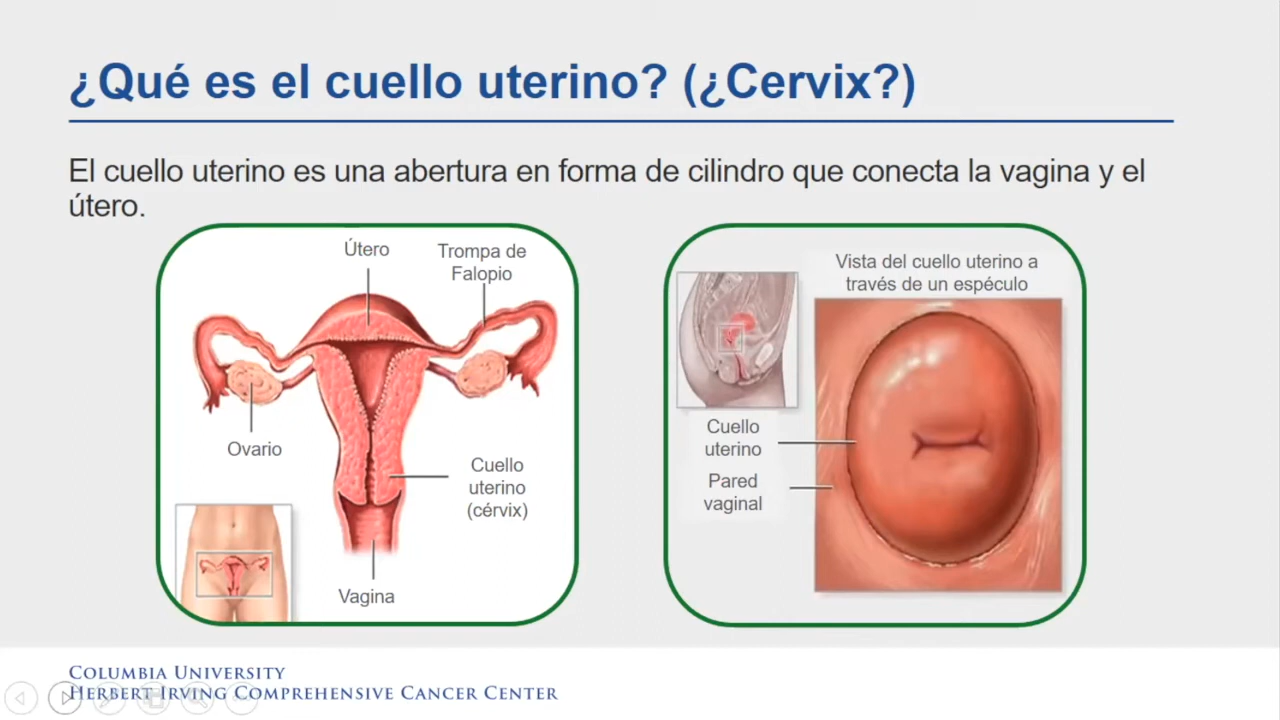 ¿Qué es el cuello uterino? (¿Cervix?)
El cuello uterino es una abertura en forma de cilindro que conecta la vagina y el
útero.
Útero
Trompa de
Falopio
Ovario
Cuello
uterino
(cérvix)
Vagina
Vista del cuello uterino a
través de un espéculo
Cuello
uterino
Pared
vaginal
COLUMBIA UNIVERSITY
HERBERT IRVING COMPREHENSIVE CANCER CENTER